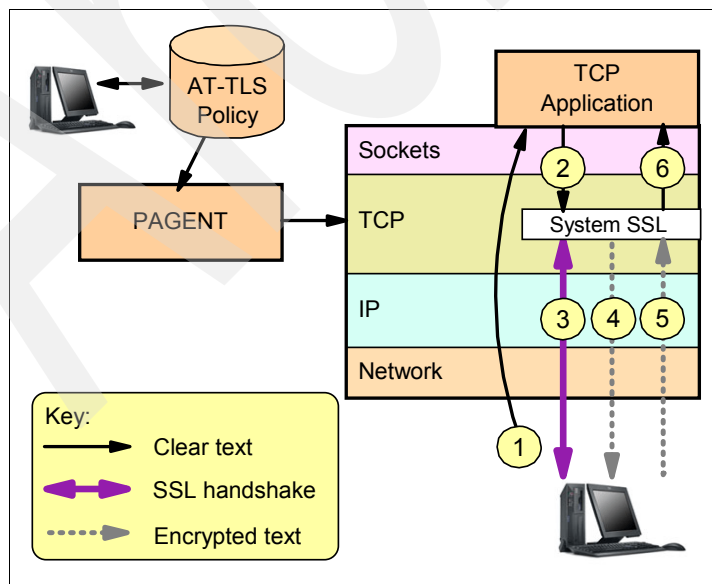 AT-TLS
Policy
TCP
Application
Sockets
2
6
PAGENT
TCP
System SSL
IP
3
4
5
Network
Key:
1
Clear text
SSL handshake
Encrypted text